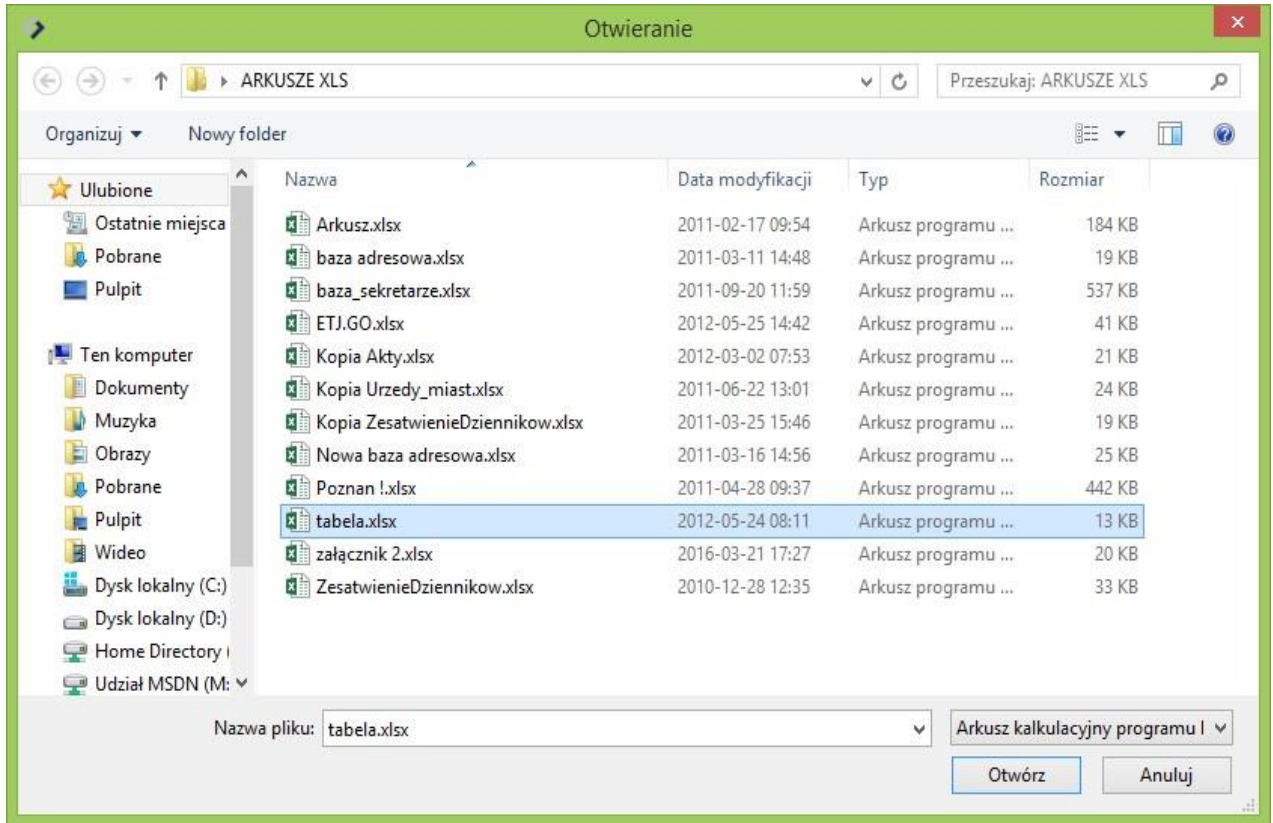 Otwieranie
ARKUSZE XLS
Przeszukaj: ARKUSZE XLS
Organizuj
Nowy folder
Nazwa Data modyfikacji Typ Rozmiar
Ulubione
Ostatnie miejsca
Pobrane
Pulpit
Ten komputer
Dokumenty
Muzyka
Obrazy
Pobrane
Pulpit
Wideo
Dysk lokalny (C:)
Dysk lokalny (D:)
Home Directory (
Udział MSDN (M:
Arkusz.xlsx 2011-02-17 09:54 Arkusz programu ... 184 KB
baza adresowa.xlsx 2011-03-11 14:48 Arkusz programu ... 19 KB
baza_sekretarze.xlsx 2011-09-20 11:59 Arkusz programu ... 537 KB
ETJ.GO.xlsx 2012-05-25 14:42 Arkusz programu ... 41 KB
Kopia Akty.xlsx 2012-03-02 07:53 Arkusz programu ... 21 KB
Kopia Urzedy_miast.xlsx 2011-06-22 13:01 Arkusz programu ... 24 KB
Kopia ZesatwienieDziennikow.xlsx 2011-03-25 15:46 Arkusz programu ... 19 KB
Nowa baza adresowa.xlsx 2011-03-16 14:56 Arkusz programu ... 25 KB
Poznan !.xlsx 2011-04-28 09:37 Arkusz programu ... 442 KB
tabela.xlsx 2012-05-24 08:11 Arkusz programu ... 13 KB
załącznik 2.xlsx 2016-03-21 17:27 Arkusz programu ... 20 KB
ZesatwienieDziennikow.xlsx 2010-12-28 12:35 Arkusz programu ... 33 KB
Nazwa pliku: tabela.xlsx
Arkusz kalkulacyjny programu
Otwórz
Anuluj